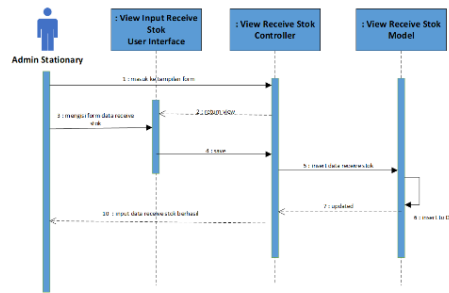 : View Input Receive
Stok
User Interface
: View Receive Stok
Controller
: View Receive Stok
Model
Admin Stationary
1 : masuk ke tampilan form
2 : return view
3 : mengisi form data receive
stok
4 : save
5 : insert data receive stok
7 : updated
6 : insert to D
10 : input data receive stok berhasil